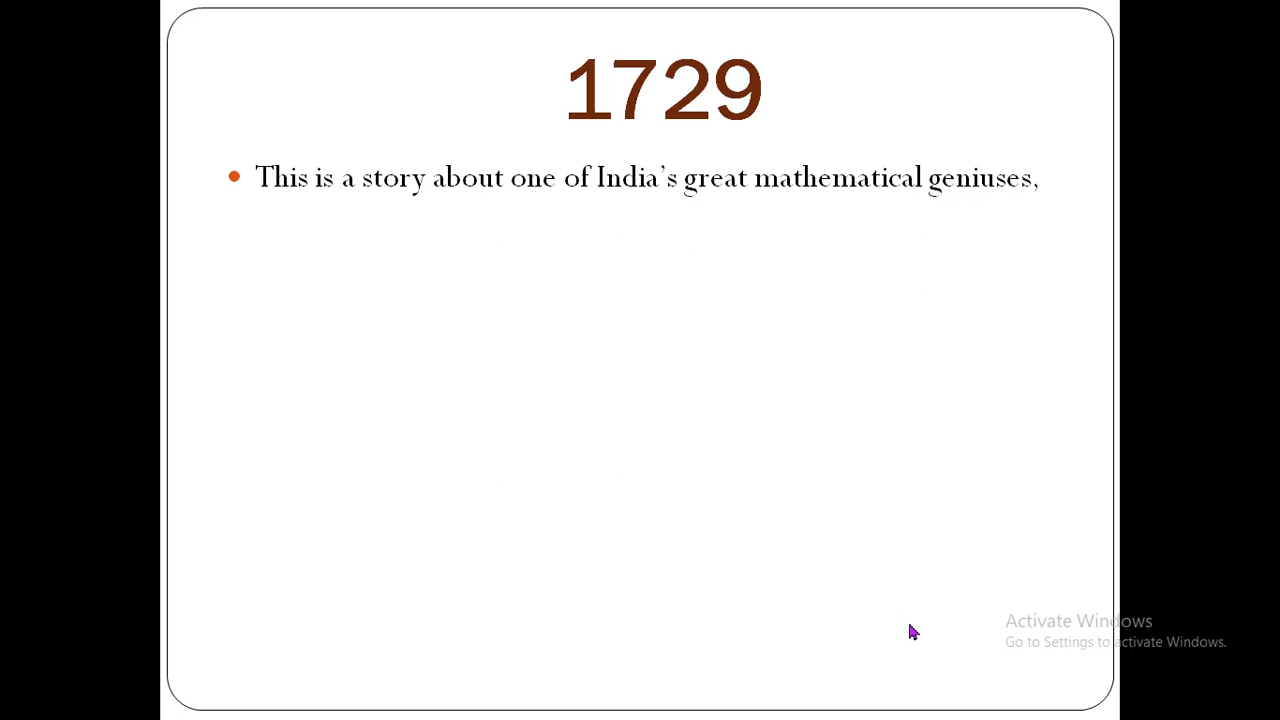 1729
• This is a story about one of India’s great mathematical geniuses,
Activate Windows
Go to Settings to activate Windows.